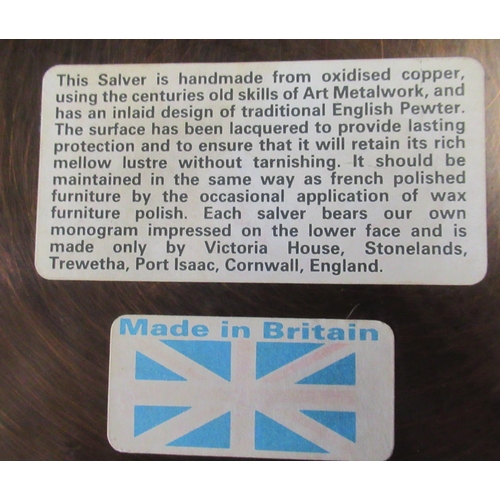 This Salver is handmade from oxidised copper,
using the centuries old skills of Art Metalwork, and
has an inlaid design of traditional English Pewter.
The surface has been lacquered to provide lasting
protection and to ensure that it will retain its rich
mellow lustre without tarnishing. It should be
maintained in the same way as french polished
furniture by the occasional application of wax
furniture polish. Each salver bears our own
monogram impressed on the lower face and is
made only by Victoria House, Stonelands,
Trewetha, Port Isaac, Cornwall, England.
Made in Britain